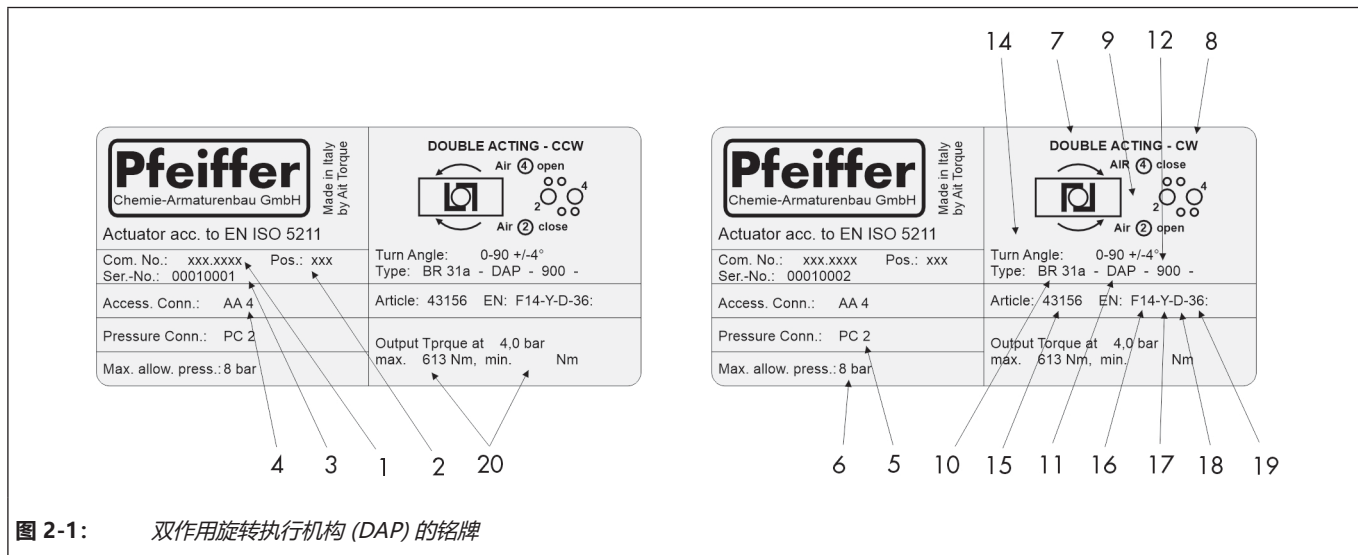 14 7 9 12 8
Pfeiffer
Chemie-Armaturenbau GmbH
Made in Italy
by Ait Torque
Actuator acc. to EN ISO 5211
Com. No.: xxx.xxxx Pos.: xxx
Ser.-No.: 00010001
Access. Conn.: AA 4
Pressure Conn.: PC 2
Max. allow. press.: 8 bar
DOUBLE ACTING - CCW
Air 4 open
2 4
Air 2 close
Turn Angle: 0-90 +/-4°
Type: BR 31a - DAP - 900 -
Article: 43156 EN: F14-Y-D-36:
Output Tprque at 4,0 bar
max. 613 Nm, min. Nm
4 3 1 2 20
Pfeiffer
Chemie-Armaturenbau GmbH
Made in Italy
by Ait Torque
Actuator acc. to EN ISO 5211
Com. No.: xxx.xxxx Pos.: xxx
Ser.-No.: 00010002
Access. Conn.: AA 4
Pressure Conn.: PC 2
Max. allow. press.: 8 bar
DOUBLE ACTING - CW
AIR 4 close
2 4
Air 2 open
Turn Angle: 0-90 +/-4°
Type: BR 31a - DAP - 900 -
Article: 43156 EN: F14-Y-D-36:
Output Tprque at 4,0 bar
max. 613 Nm, min. Nm
6 5 10 15 11 16 17 18 19
图 2-1： 双作用旋转执行机构 (DAP) 的铭牌